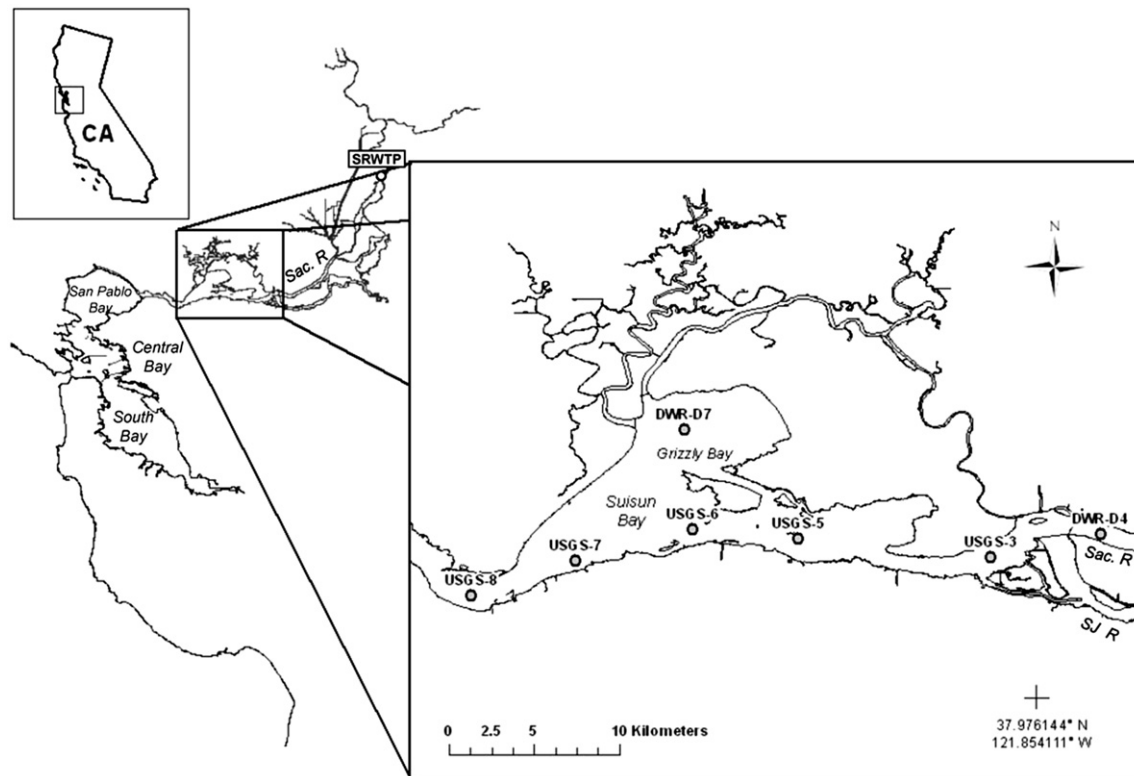 CA
SRWTP
Sac. R
San Pablo
Bay
Central
Bay
South
Bay
N
DWR-D7
Grizzly Bay
Suisun
Bay
USGS-6
USGS-5
USGS-7
USGS-8
USGS-3
DWR-D4
Sac. R
SJ R
0 2.5 5 10 Kilometers
37.976144° N
121.854111° W